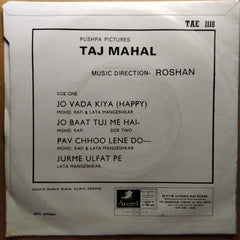 TAE 1118
PUSHPA PICTURES
TAJ MAHAL
MUSIC DIRECTION- ROSHAN
SIDE ONE
JO VADA KIYA (HAPPY)
MOHD. RAFI & LATA MANGESHKAR
JO BAAT TUJ ME HAI-
MOHD. RAFI SIDE TWO
PAV CHHOO LENE DO—
MOHD. RAFI & LATA MANGESHKAR
JURME ULFAT PE
LATA MANGESHKAR
Angel